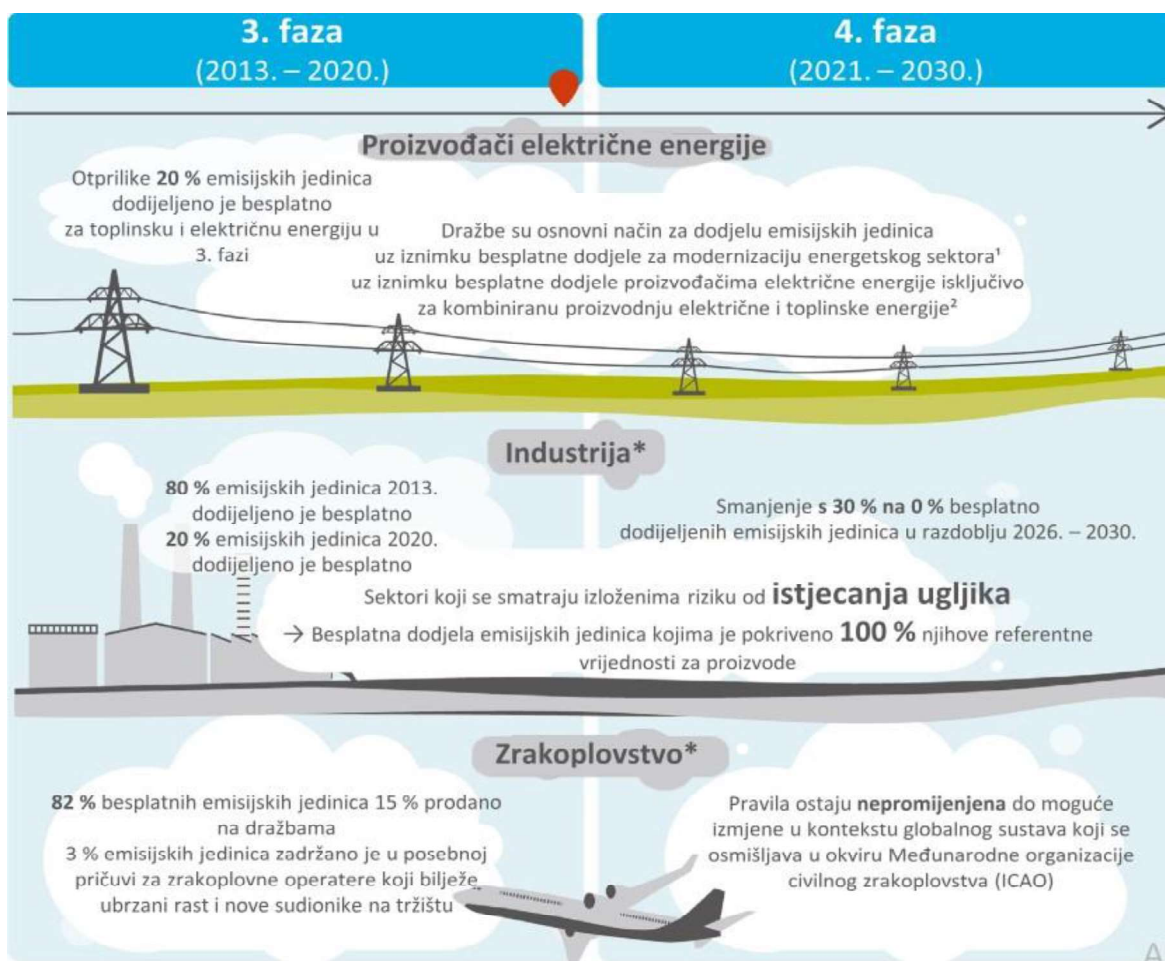 3. faza
(2013. – 2020.)
4. faza
(2021. – 2030.)
Proizvođači električne energije
Otprilike 20 % emisijskih jedinica
dodijeljeno je besplatno
za toplinsku i električnu energiju u
3. fazi
Dražbe su osnovni način za dodjelu emisijskih jedinica
uz iznimku besplatne dodjele za modernizaciju energetskog sektora¹
uz iznimku besplatne dodjele proizvođačima električne energije isključivo
za kombiniranu proizvodnju električne i toplinske energije²
Industrija*
80 % emisijskih jedinica 2013.
dodijeljeno je besplatno
20 % emisijskih jedinica 2020.
dodijeljeno je besplatno
Smanjenje s 30 % na 0 % besplatno
dodijeljenih emisijskih jedinica u razdoblju 2026. – 2030.
Sektori koji se smatraju izloženima riziku od istjecanja ugljika
→ Besplatna dodjela emisijskih jedinica kojima je pokriveno 100 % njihove referentne
vrijednosti za proizvode
Zrakoplovstvo*
82 % besplatnih emisijskih jedinica 15 % prodano
na dražbama
3 % emisijskih jedinica zadržano je u posebnoj
pričuvi za zrakoplovne operatere koji bilježe
ubrzani rast i nove sudionike na tržištu
Pravila ostaju nepromijenjena do moguće
izmjene u kontekstu globalnog sustava koji se
osmišljava u okviru Međunarodne organizacije
civilnog zrakoplovstva (ICAO)
A